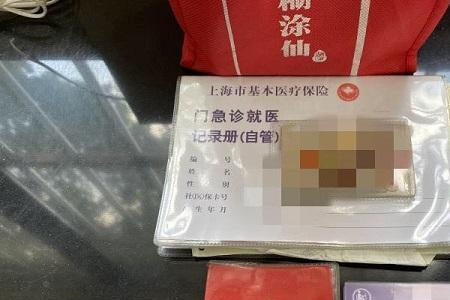 糊涂仙
上海市基本医疗保险
门急诊就医
记录册(自管)
编号
姓名
性别
社(医)保卡号
出生年月